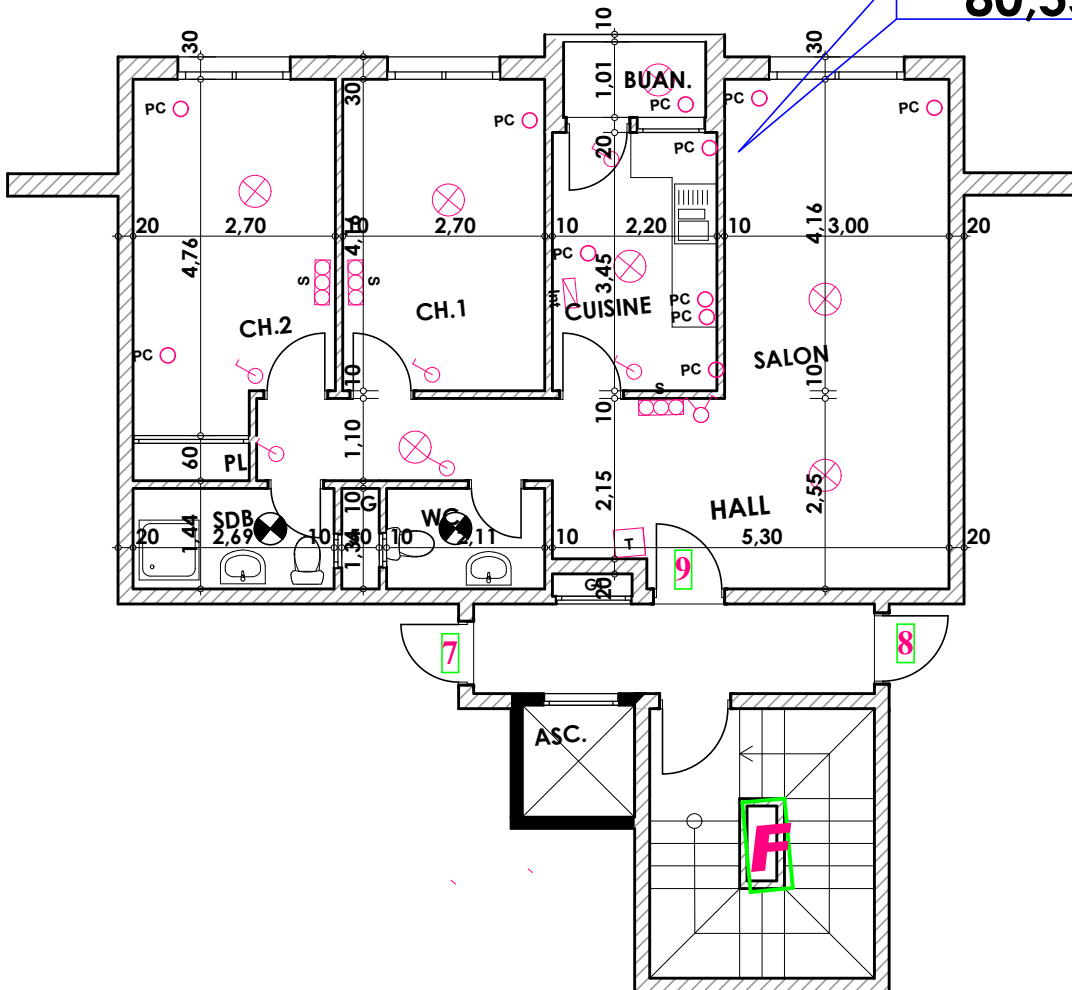 80,5
10
30
30
1,01
BUAN.
PC
30
PC
PC
PC
PC
20
PC
20
2,70
10
2,70
10
2,20
10
4,16
3,00
20
4,76
PC
3,45
S
S
Int
CUISINE
PC
PC
CH.2
CH.1
SALON
PC
PC
10
S
10
10
1,10
60
PL
2,15
2,55
10
G
HALL
SDB
WC
1,44
20
2,69
10
1,34
10
2,11
10
T
5,30
20
9
20
7
8
ASC.
F